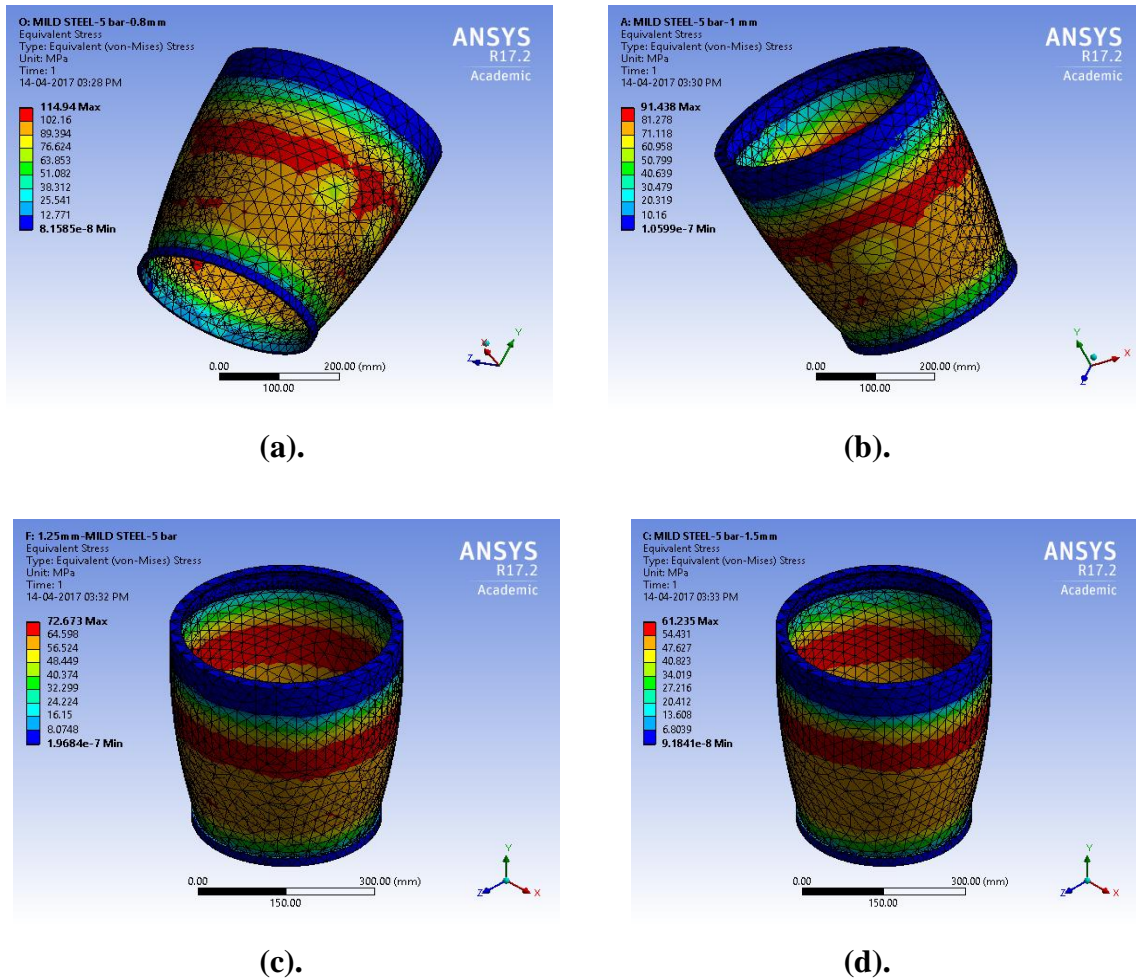 O: MILD STEEL-5 bar-0.8mm
Equivalent Stress
Type: Equivalent (von-Mises) Stress
Unit: MPa
Time: 1
14-04-2017 03:28 PM
ANSYS
R17.2
Academic
114.94 Max
102.16
89.394
76.624
63.853
51.082
38.312
25.541
12.771
8.1585e-8 Min
0.00
200.00 (mm)
100.00
X
Y
Z
(a).
A: MILD STEEL-5 bar-1 mm
Equivalent Stress
Type: Equivalent (von-Mises) Stress
Unit: MPa
Time: 1
14-04-2017 03:30 PM
ANSYS
R17.2
Academic
91.438 Max
81.278
71.118
60.958
50.799
40.639
30.479
20.319
10.16
1.0599e-7 Min
0.00
200.00 (mm)
100.00
Y
X
Z
(b).
F: 1.25mm-MILD STEEL-5 bar
Equivalent Stress
Type: Equivalent (von-Mises) Stress
Unit: MPa
Time: 1
14-04-2017 03:32 PM
ANSYS
R17.2
Academic
72.673 Max
64.598
56.524
48.449
40.374
32.299
24.224
16.15
8.0748
1.9684e-7 Min
0.00
300.00 (mm)
150.00
Y
Z
X
(c).
C: MILD STEEL-5 bar-1.5mm
Equivalent Stress
Type: Equivalent (von-Mises) Stress
Unit: MPa
Time: 1
14-04-2017 03:33 PM
ANSYS
R17.2
Academic
61.235 Max
54.431
47.627
40.823
34.019
27.216
20.412
13.608
6.8039
9.1841e-8 Min
0.00
300.00 (mm)
150.00
Y
Z
X
(d).